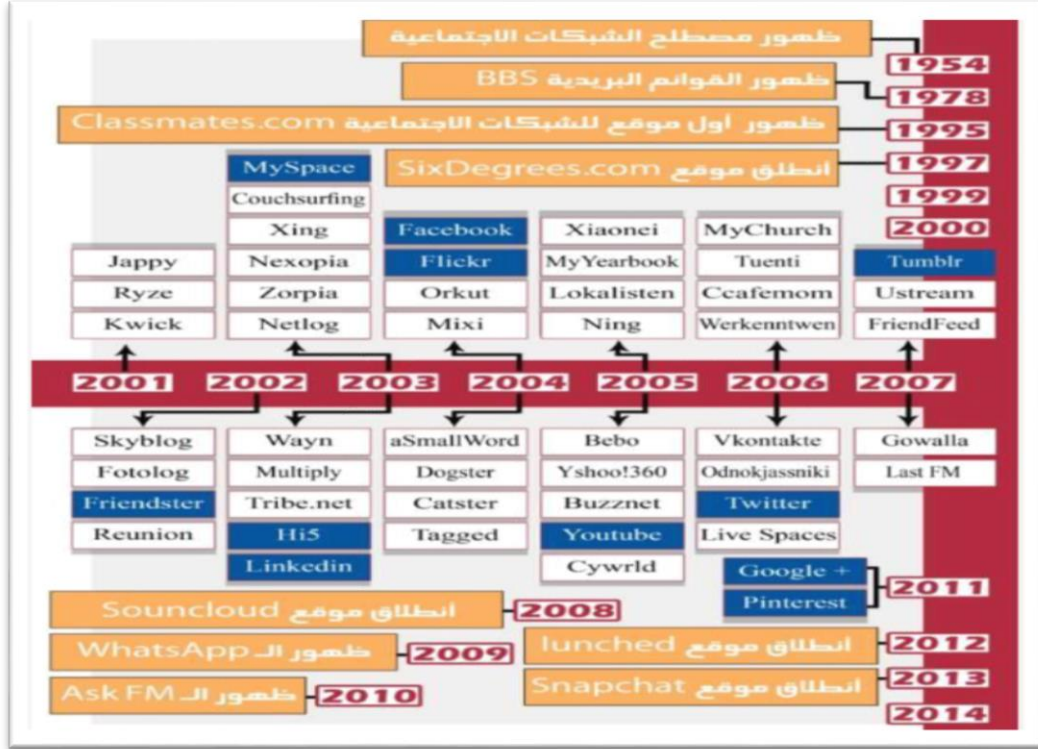 ظهور مصطلح الشبكات الاجتماعية
1954
ظهور القوائم البريدية BBS
1978
ظهور أول موقع للشبكات الاجتماعية Classmates.com
1995
انطلق موقع SixDegrees.com
1997
1999
2000
MySpace
Couchsurfing
Xing
Nexopia
Zorpia
Netlog
Facebook
Flickr
Orkut
Mixi
Xiaonei
MyYearbook
Lokalisten
Ning
MyChurch
Tuenti
Ccafemom
Werkenntwen
Tumblr
Ustream
FriendFeed
Jappy
Ryze
Kwick
2001 2002 2003 2004 2005 2006 2007
Skyblog
Fotolog
Friendster
Reunion
Wayn
Multiply
Tribe.net
Hi5
Linkedin
aSmallWord
Dogster
Catster
Tagged
Bebo
Yshoo!360
Buzznet
Youtube
Cywrld
Vkontakte
Odnokjassniki
Twitter
Live Spaces
Gowalla
Last FM
Google +
Pinterest
2011
انطلاق موقع Souncloud
2008
ظهور الـ WhatsApp
2009
ظهور الـ Ask FM
2010
انطلاق موقع lunched
2012
انطلاق موقع Snapchat
2013
2014